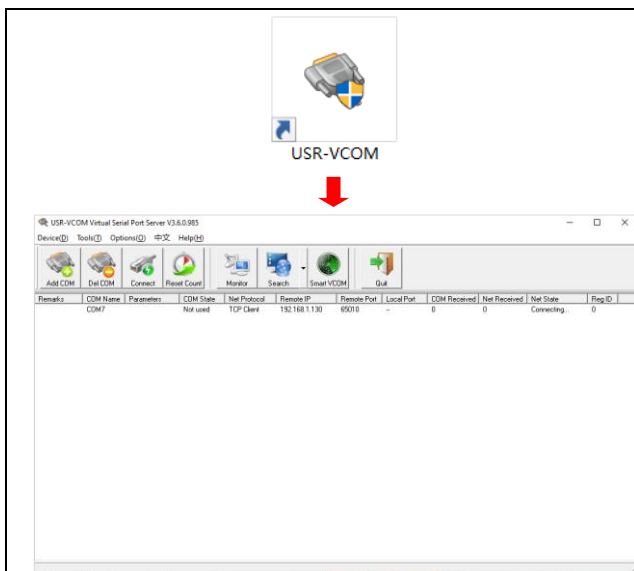 USR-VCOM
USR-VCOM Virtual Serial Port Server V3.6.0.985
Device(D) Tools(T) Options(O) 中文 Help(H)
Add COM Del COM Connect Reset Count Monitor Search Smart VCOM Quit
Remarks COM Name Parameters COM State Net Protocol Remote IP Remote Port Local Port COM Received Net Received Net State Reg ID
COM7 Not used TCP Client 192.168.1.130 65010 -- 0 0 Connecting... 0